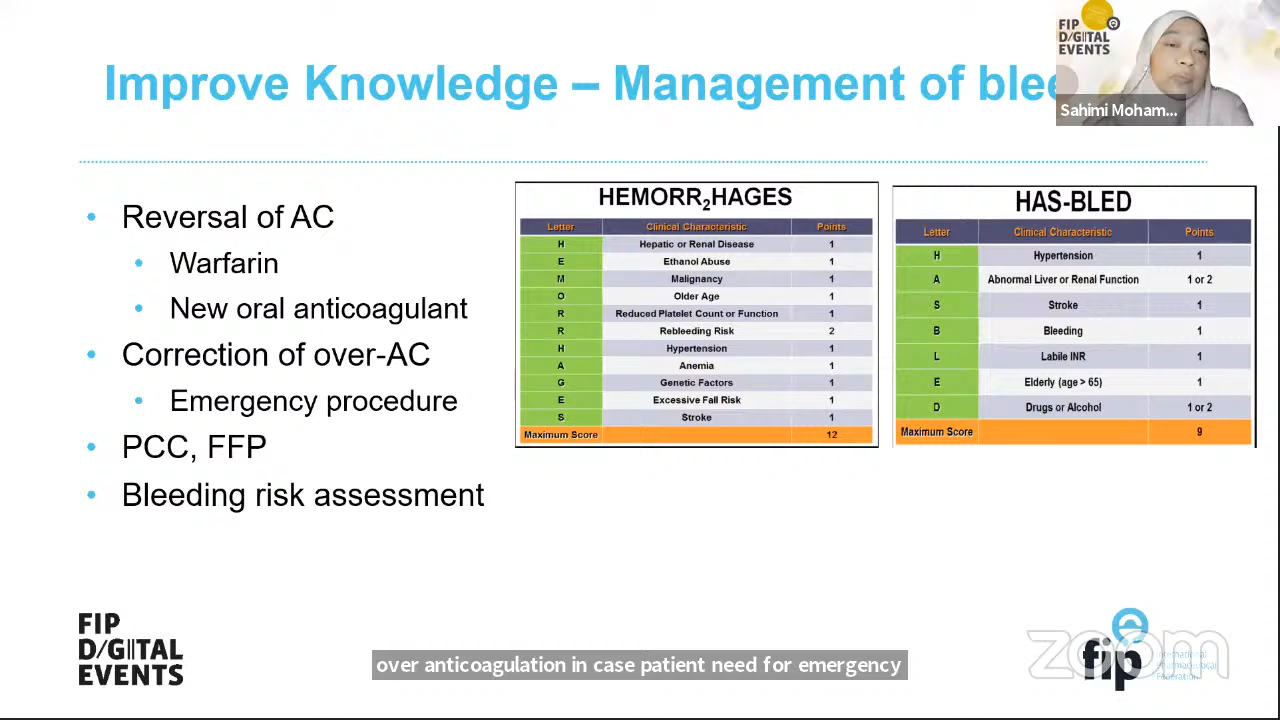 FIP
D/GITAL
EVENTS
Improve Knowledge – Management of blee
Sahimi Moham...
• Reversal of AC
• Warfarin
• New oral anticoagulant
• Correction of over-AC
• Emergency procedure
• PCC, FFP
• Bleeding risk assessment
HEMORR₂HAGES
Letter Clinical Characteristic Points
H Hepatic or Renal Disease 1
E Ethanol Abuse 1
M Malignancy 1
O Older Age 1
R Reduced Platelet Count or Function 1
R Rebleeding Risk 2
H Hypertension 1
A Anemia 1
G Genetic Factors 1
E Excessive Fall Risk 1
S Stroke 1
Maximum Score 12
HAS-BLED
Letter Clinical Characteristic Points
H Hypertension 1
A Abnormal Liver or Renal Function 1 or 2
S Stroke 1
B Bleeding 1
L Labile INR 1
E Elderly (age > 65) 1
D Drugs or Alcohol 1 or 2
Maximum Score 9
FIP
D/GITAL
EVENTS
over anticoagulation in case patient need for emergency
zoom
fip
International
Pharmaceutical
Federation